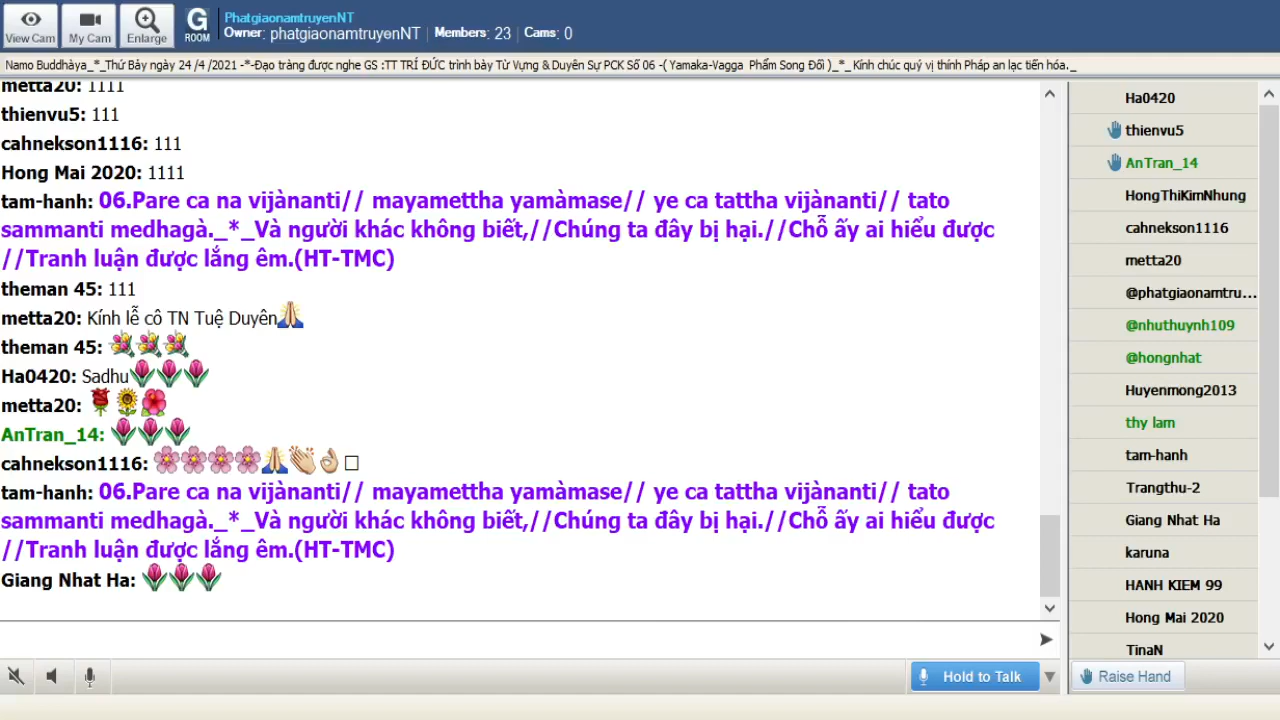 View Cam
My Cam
Enlarge
G
ROOM
PhatgiaonamtruyenNT
Owner: phatgiaonamtruyenNT | Members: 23 | Cams: 0
Namo Buddhàya_*_Thứ Bảy ngày 24 /4 /2021 -*-Đạo tràng được nghe GS :TT TRÍ ĐỨC trình bày Từ Vựng & Duyên Sự PCK Số 06 -( Yamaka-Vagga Phẩm Song Đối )_*_ Kính chúc quý vị thính Pháp an lạc tiến hóa._
metta20: 1111
thienvu5: 111
cahnekson1116: 111
Hong Mai 2020: 1111
tam-hanh: 06.Pare ca na vijànanti// mayamettha yamàmase// ye ca tattha vijànanti// tato
sammanti medhagà._*_Và người khác không biết,//Chúng ta đây bị hại.//Chỗ ấy ai hiểu được
//Tranh luận được lắng êm.(HT-TMC)
theman 45: 111
metta20: Kính lễ cô TN Tuệ Duyên🙏
theman 45: 💐💐💐
Ha0420: Sadhu🌷🌷🌷
metta20: 🌹🌻🌺
AnTran_14: 🌷🌷🌷
cahnekson1116: 🌸🌸🌸🌸🙏👏👌□
tam-hanh: 06.Pare ca na vijànanti// mayamettha yamàmase// ye ca tattha vijànanti// tato
sammanti medhagà._*_Và người khác không biết,//Chúng ta đây bị hại.//Chỗ ấy ai hiểu được
//Tranh luận được lắng êm.(HT-TMC)
Giang Nhat Ha: 🌷🌷🌷
Hold to Talk
Ha0420
thienvu5
AnTran_14
HongThiKimNhung
cahnekson1116
metta20
@phatgiaonamtru...
@nhuthuynh109
@hongnhat
Huyenmong2013
thy lam
tam-hanh
Trangthu-2
Giang Nhat Ha
karuna
HANH KIEM 99
Hong Mai 2020
TinaN
Raise Hand